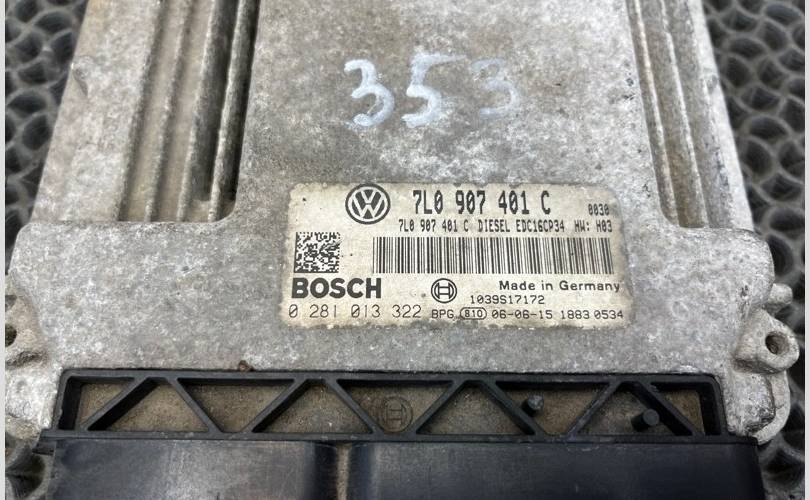 353
7L0 907 401 C 0030
7L0 907 401 C DIESEL EDC16CP34 HW: H03
BOSCH Made in Germany
1039S17172
0 281 013 322 BPG 810 06-06-15 1883 0534